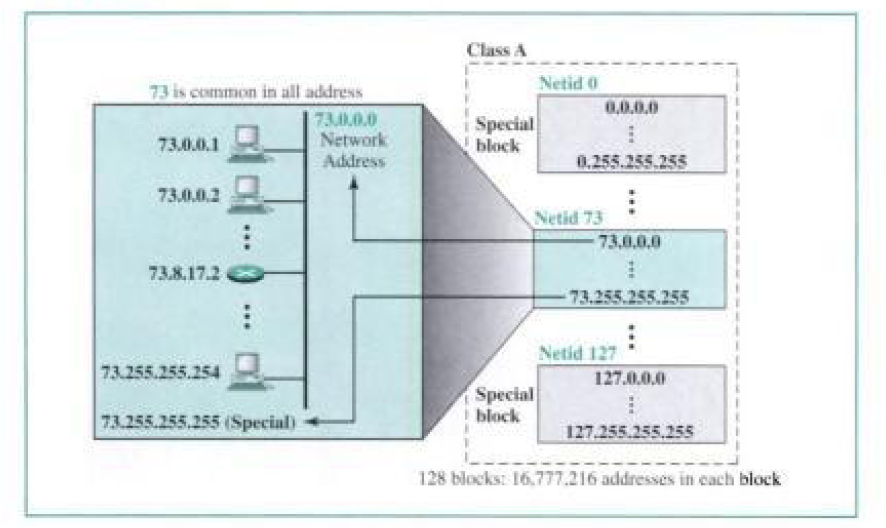 Class A
73 is common in all address
73.0.0.0
Network
Address
73.0.0.1
73.0.0.2
73.8.17.2
73.255.255.254
73.255.255.255 (Special)
Netid 0
Special
block
0.0.0.0
0.255.255.255
Netid 73
73.0.0.0
73.255.255.255
Netid 127
Special
block
127.0.0.0
127.255.255.255
128 blocks: 16,777,216 addresses in each block